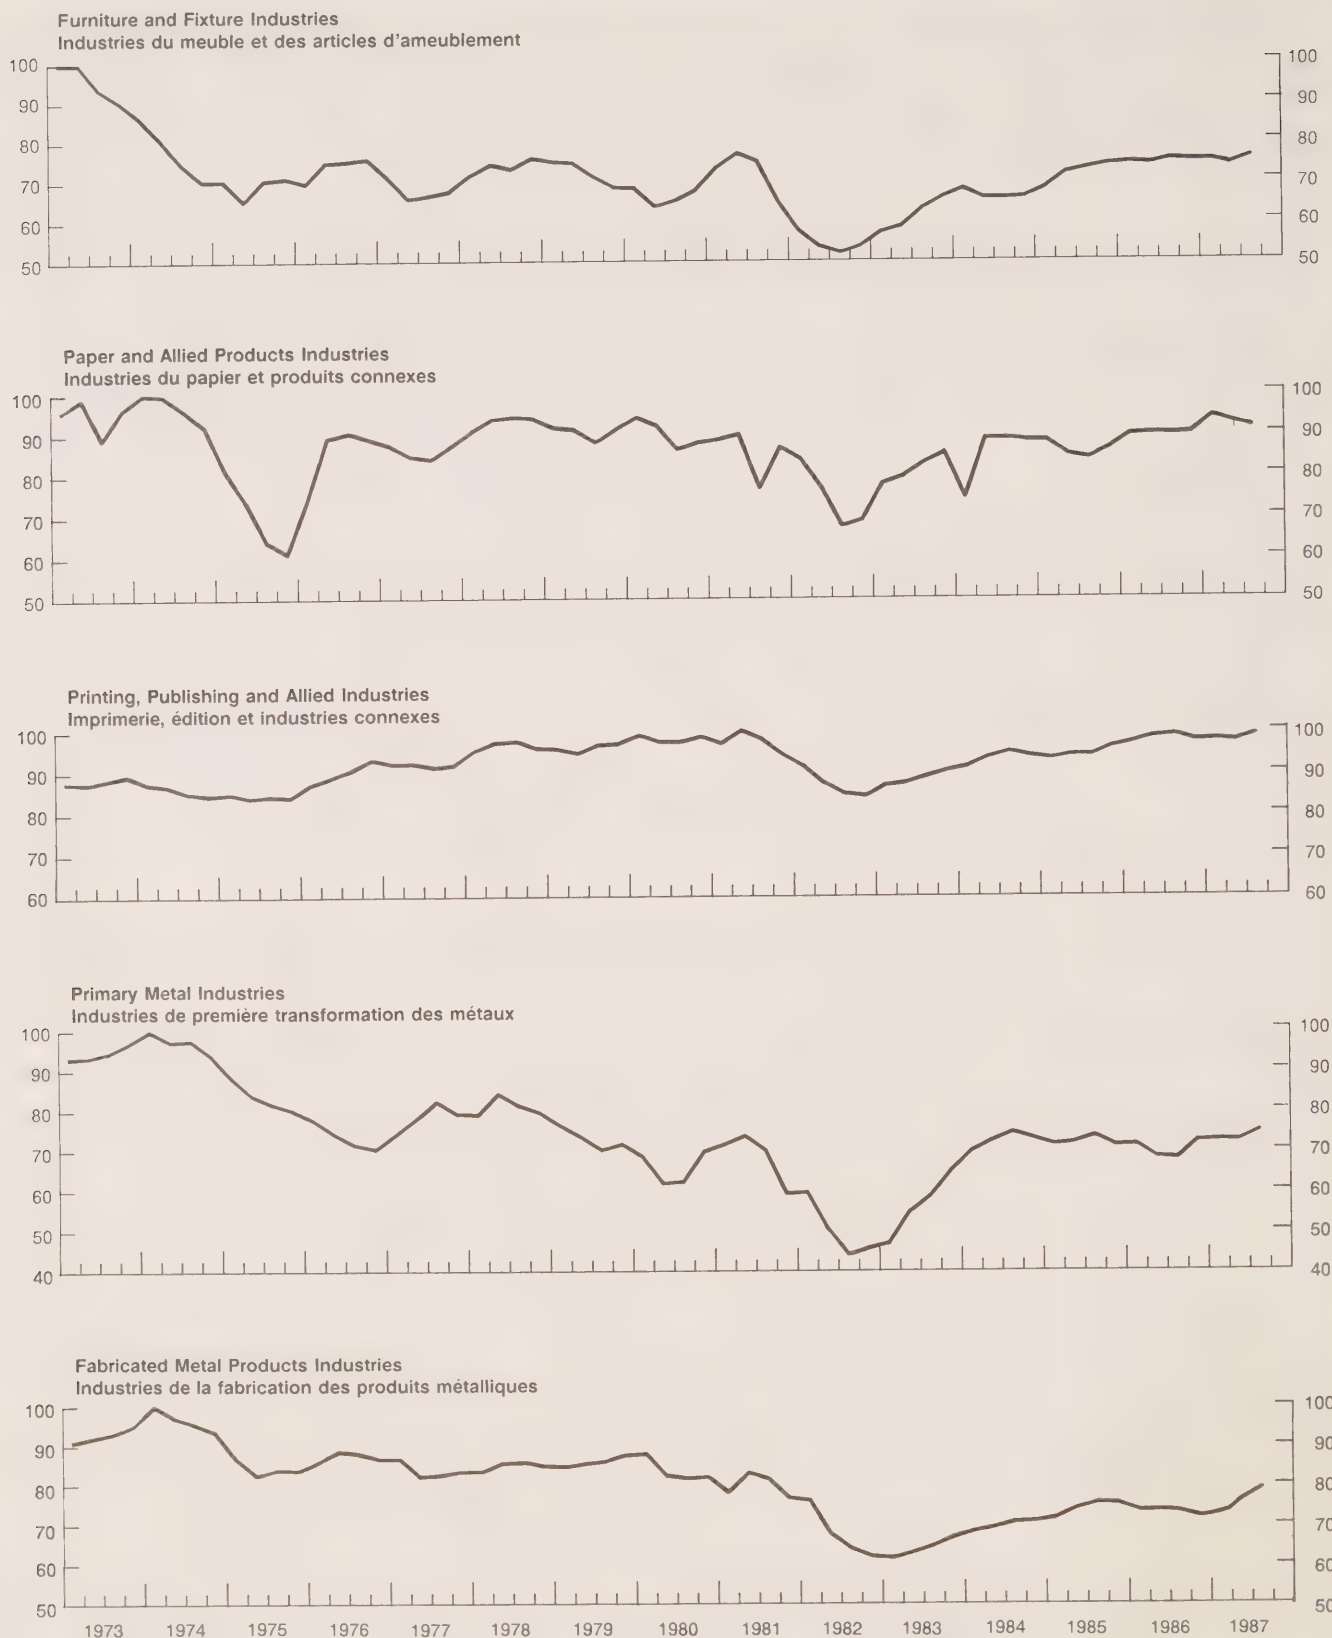 Furniture and Fixture Industries
Industries du meuble et des articles d'ameublement
100 100
90 90
80 80
70 70
60 60
50 50
Paper and Allied Products Industries
Industries du papier et produits connexes
100 100
90 90
80 80
70 70
60 60
50 50
Printing, Publishing and Allied Industries
Imprimerie, édition et industries connexes
100 100
90 90
80 80
70 70
60 60
Primary Metal Industries
Industries de première transformation des métaux
100 100
90 90
80 80
70 70
60 60
50 50
40 40
Fabricated Metal Products Industries
Industries de la fabrication des produits métalliques
100 100
90 90
80 80
70 70
60 60
50 50
1973 1974 1975 1976 1977 1978 1979 1980 1981 1982 1983 1984 1985 1986 1987